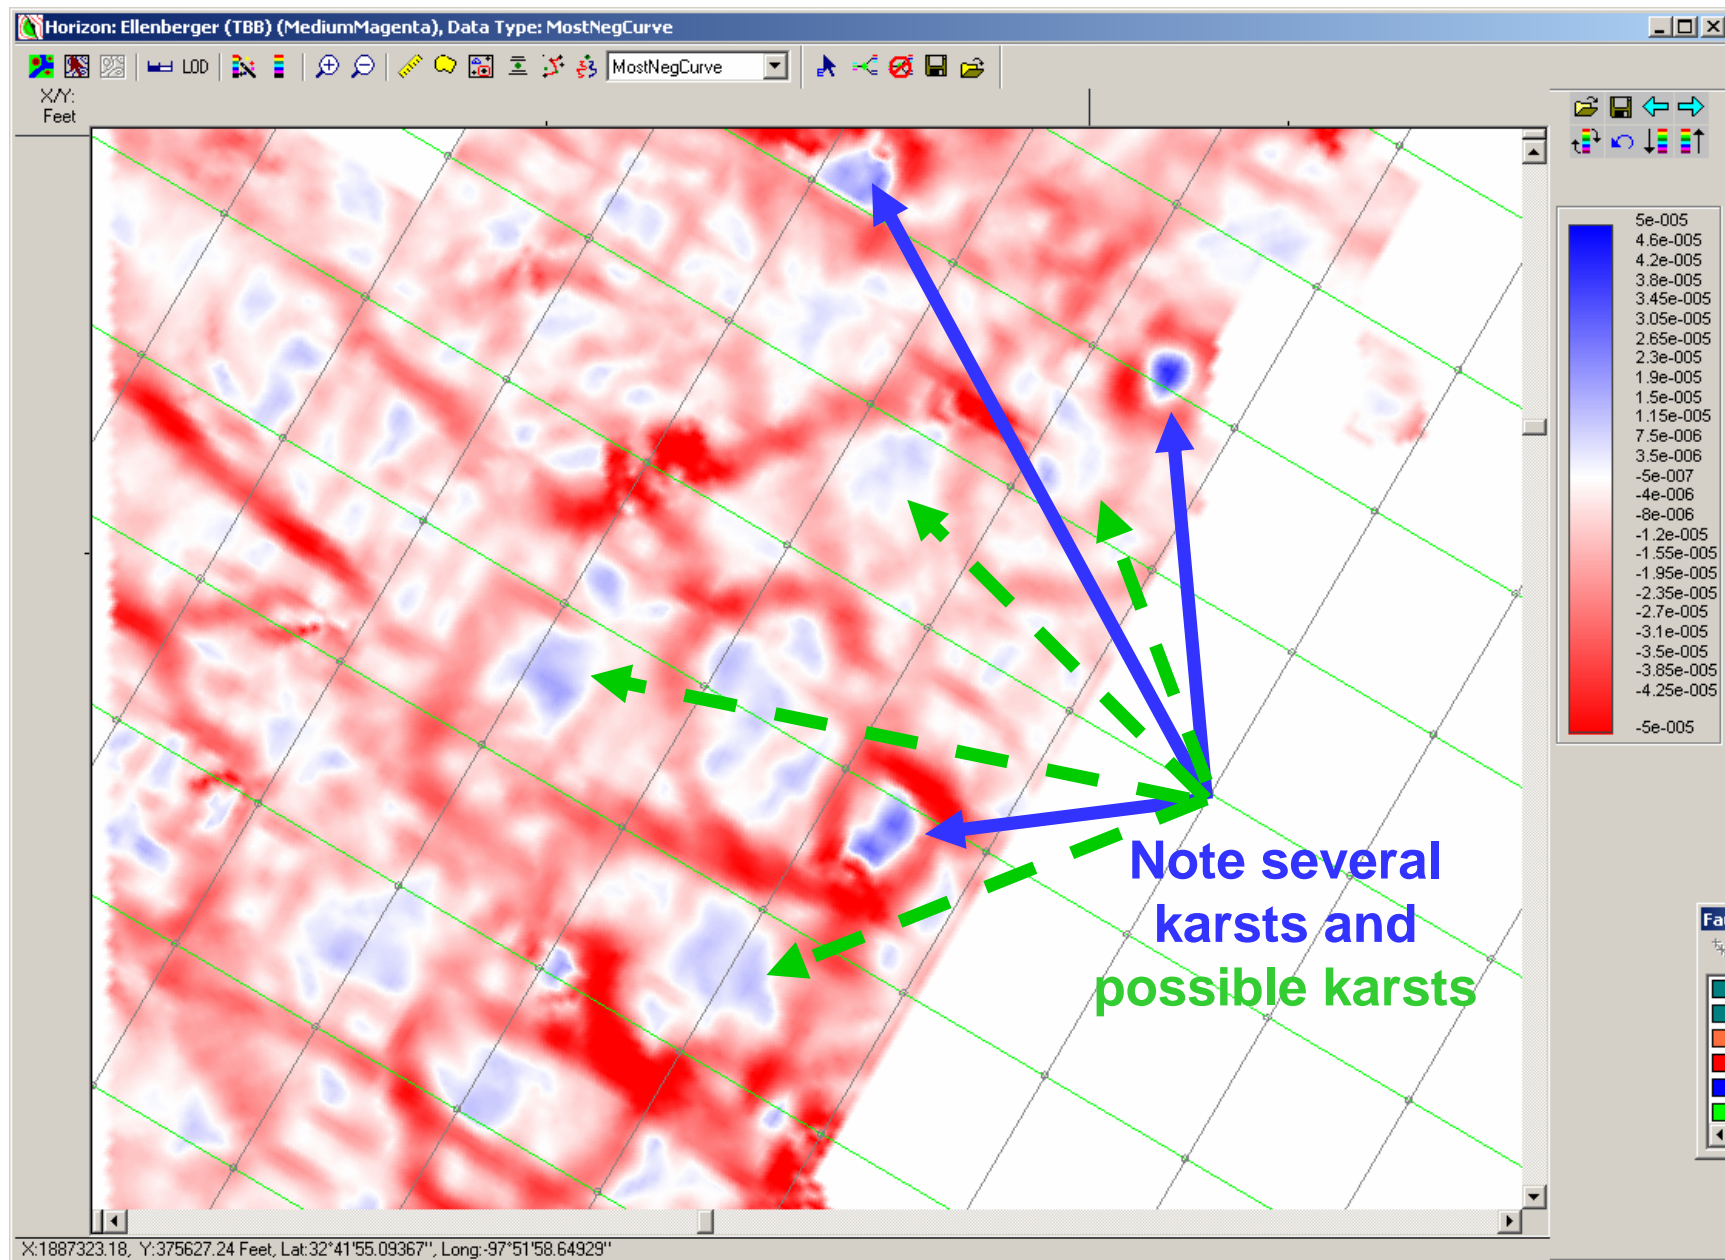 Horizon: Ellenberger (TBB) (MediumMagenta), Data Type: MostNegCurve
LOD
MostNegCurve
X/Y:
Feet
5e-005
4.6e-005
4.2e-005
3.8e-005
3.45e-005
3.05e-005
2.65e-005
2.3e-005
1.9e-005
1.5e-005
1.15e-005
7.5e-006
3.5e-006
-5e-007
-4e-006
-8e-006
-1.2e-005
-1.55e-005
-1.95e-005
-2.35e-005
-2.7e-005
-3.1e-005
-3.5e-005
-3.85e-005
-4.25e-005
-5e-005
Note several
karsts and
possible karsts
X:1887323.18, Y:375627.24 Feet, Lat:32°41'55.09367", Long:-97°51'58.64929"